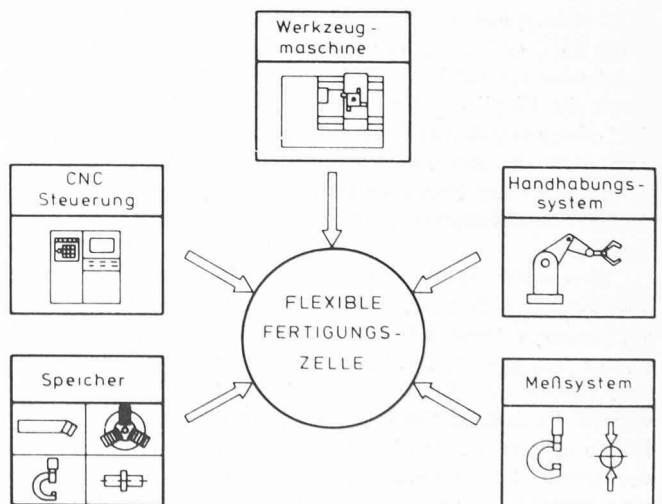 Werkzeug-
maschine
CNC
Steuerung
Handhabungs-
system
FLEXIBLE
FERTIGUNGS-
ZELLE
Speicher
Meßsystem